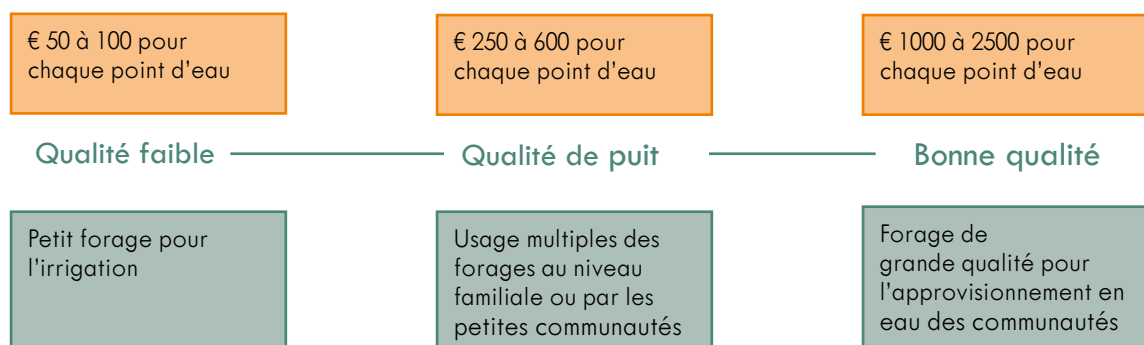 € 50 à 100 pour
chaque point d'eau
€ 250 à 600 pour
chaque point d'eau
€ 1000 à 2500 pour
chaque point d'eau
Qualité faible
Qualité de puit
Bonne qualité
Petit forage pour
l'irrigation
Usage multiples des
forages au niveau
familiale ou par les
petites communautés
Forage de
grande qualité pour
l'approvisionnement en
eau des communautés